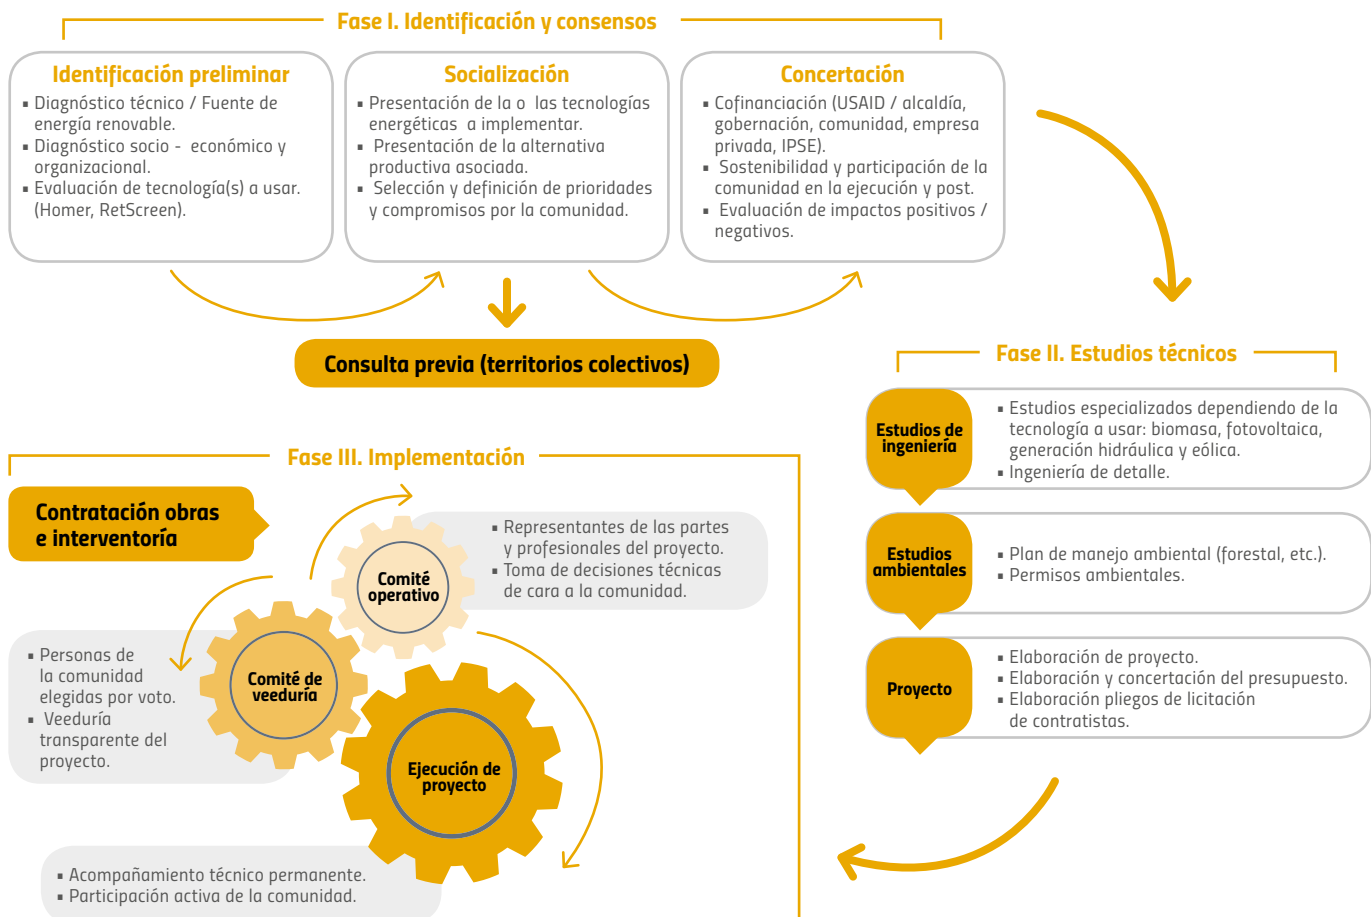 Fase I. Identificación y consensos
Identificación preliminar
▪ Diagnóstico técnico / Fuente de
energía renovable.
▪ Diagnóstico socio - económico y
organizacional.
▪ Evaluación de tecnología(s) a usar.
(Homer, RetScreen).
Socialización
▪ Presentación de la o las tecnologías
energéticas a implementar.
▪ Presentación de la alternativa
productiva asociada.
▪ Selección y definición de prioridades
y compromisos por la comunidad.
Concertación
▪ Cofinanciación (USAID / alcaldía,
gobernación, comunidad, empresa
privada, IPSE).
▪ Sostenibilidad y participación de la
comunidad en la ejecución y post.
▪ Evaluación de impactos positivos /
negativos.
Consulta previa (territorios colectivos)
Fase II. Estudios técnicos
Estudios de
ingeniería
▪ Estudios especializados dependiendo de la
tecnología a usar: biomasa, fotovoltaica,
generación hidráulica y eólica.
▪ Ingeniería de detalle.
Estudios
ambientales
▪ Plan de manejo ambiental (forestal, etc.).
▪ Permisos ambientales.
Proyecto
▪ Elaboración de proyecto.
▪ Elaboración y concertación del presupuesto.
▪ Elaboración pliegos de licitación
de contratistas.
Fase III. Implementación
Contratación obras
e interventoría
Comité
operativo
▪ Representantes de las partes
y profesionales del proyecto.
▪ Toma de decisiones técnicas
de cara a la comunidad.
Comité de
veeduría
▪ Personas de
la comunidad
elegidas por voto.
▪ Veeduría
transparente del
proyecto.
Ejecución de
proyecto
▪ Acompañamiento técnico permanente.
▪ Participación activa de la comunidad.